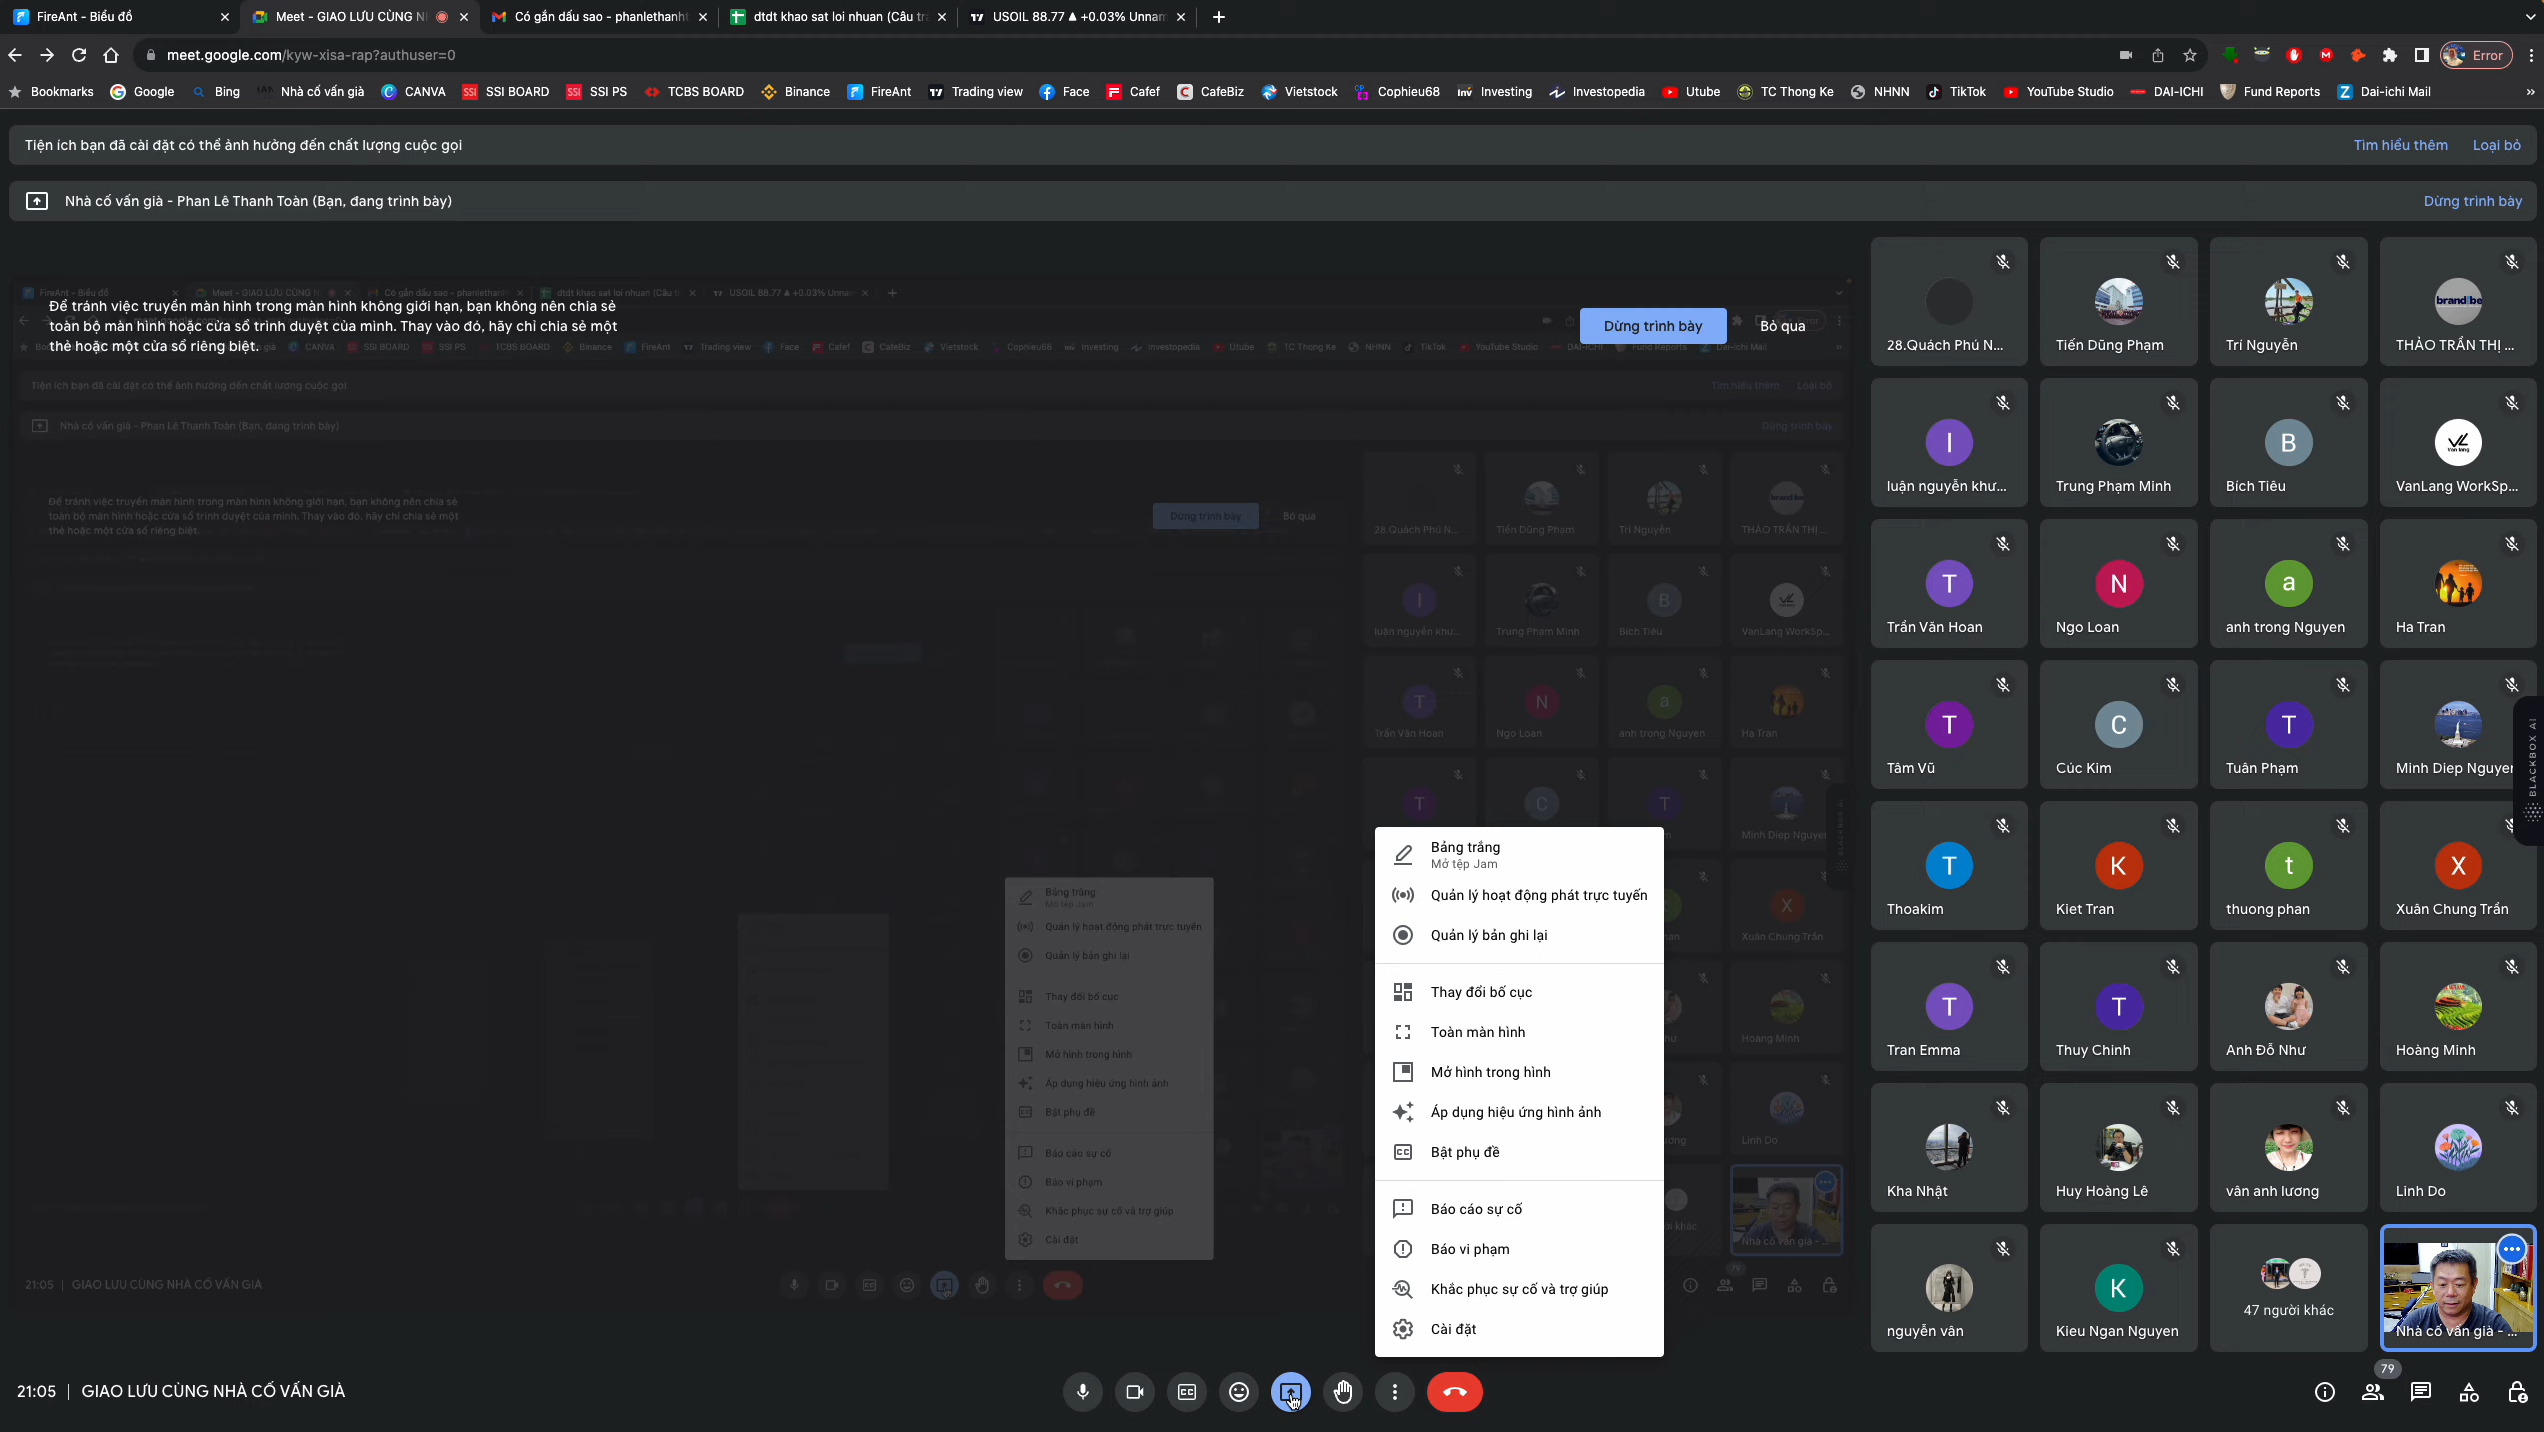 FireAnt - Biểu đồ
Meet - GIAO LƯU CÙNG NH
Có gắn dấu sao - phanlethanht
dtdt khao sat loi nhuan (Câu tr
USOIL 88.77 ▲ +0.03% Unnam
meet.google.com/kyw-xisa-rap?authuser=0
Error
Bookmarks
Google
Bing
Nhà cố vấn già
CANVA
SSI BOARD
SSI PS
TCBS BOARD
Binance
FireAnt
Trading view
Face
Cafef
CafeBiz
Vietstock
Cophieu68
Investing
Investopedia
Utube
TC Thong Ke
NHNN
TikTok
YouTube Studio
DAI-ICHI
Fund Reports
Dai-ichi Mail
Tiện ích bạn đã cài đặt có thể ảnh hưởng đến chất lượng cuộc gọi
Tìm hiểu thêm
Loại bỏ
Nhà cố vấn già - Phan Lê Thanh Toàn (Bạn, đang trình bày)
Dừng trình bày
Để tránh việc truyền màn hình trong màn hình không giới hạn, bạn không nên chia sẻ
toàn bộ màn hình hoặc cửa sổ trình duyệt của mình. Thay vào đó, hãy chỉ chia sẻ một
thẻ hoặc một cửa sổ riêng biệt.
Dừng trình bày
Bỏ qua
28.Quách Phú N...
Tiến Dũng Phạm
Trí Nguyễn
THẢO TRẦN THỊ ...
luận nguyễn khư...
Trung Phạm Minh
Bích Tiêu
VanLang WorkSp...
Trần Văn Hoan
Ngo Loan
anh trong Nguyen
Ha Tran
Tâm Vũ
Cúc Kim
Tuân Phạm
Minh Diep Nguyen
BLACKBOX AI
Thoakim
Kiet Tran
thuong phan
Xuân Chung Trần
Tran Emma
Thuy Chinh
Anh Đỗ Như
Hoàng Minh
Kha Nhật
Huy Hoàng Lê
vân anh lương
Linh Do
nguyễn vân
Kieu Ngan Nguyen
47 người khác
Nhà cố vấn già - ...
Bảng trắng
Mở tệp Jam
Quản lý hoạt động phát trực tuyến
Quản lý bản ghi lại
Thay đổi bố cục
Toàn màn hình
Mở hình trong hình
Áp dụng hiệu ứng hình ảnh
Bật phụ đề
Báo cáo sự cố
Báo vi phạm
Khắc phục sự cố và trợ giúp
Cài đặt
21:05 | GIAO LƯU CÙNG NHÀ CỐ VẤN GIÀ
79